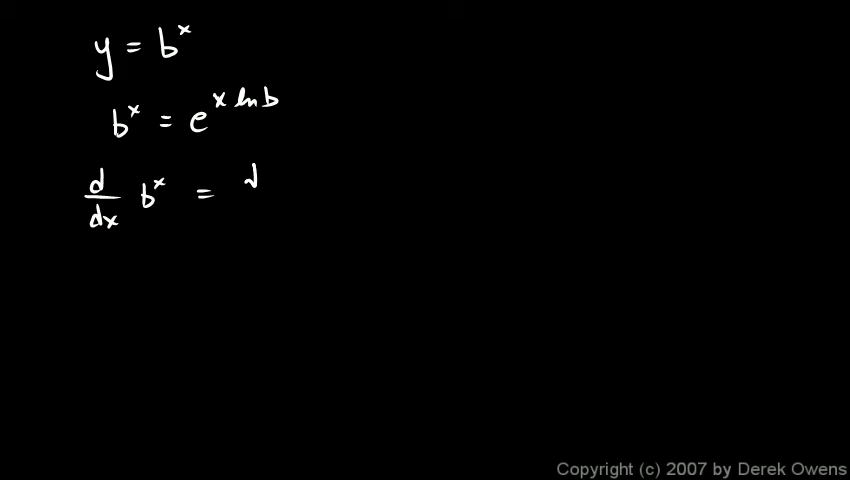 y = b^x
b^x = e^(x ln b)
d/dx b^x = d
Copyright (c) 2007 by Derek Owens